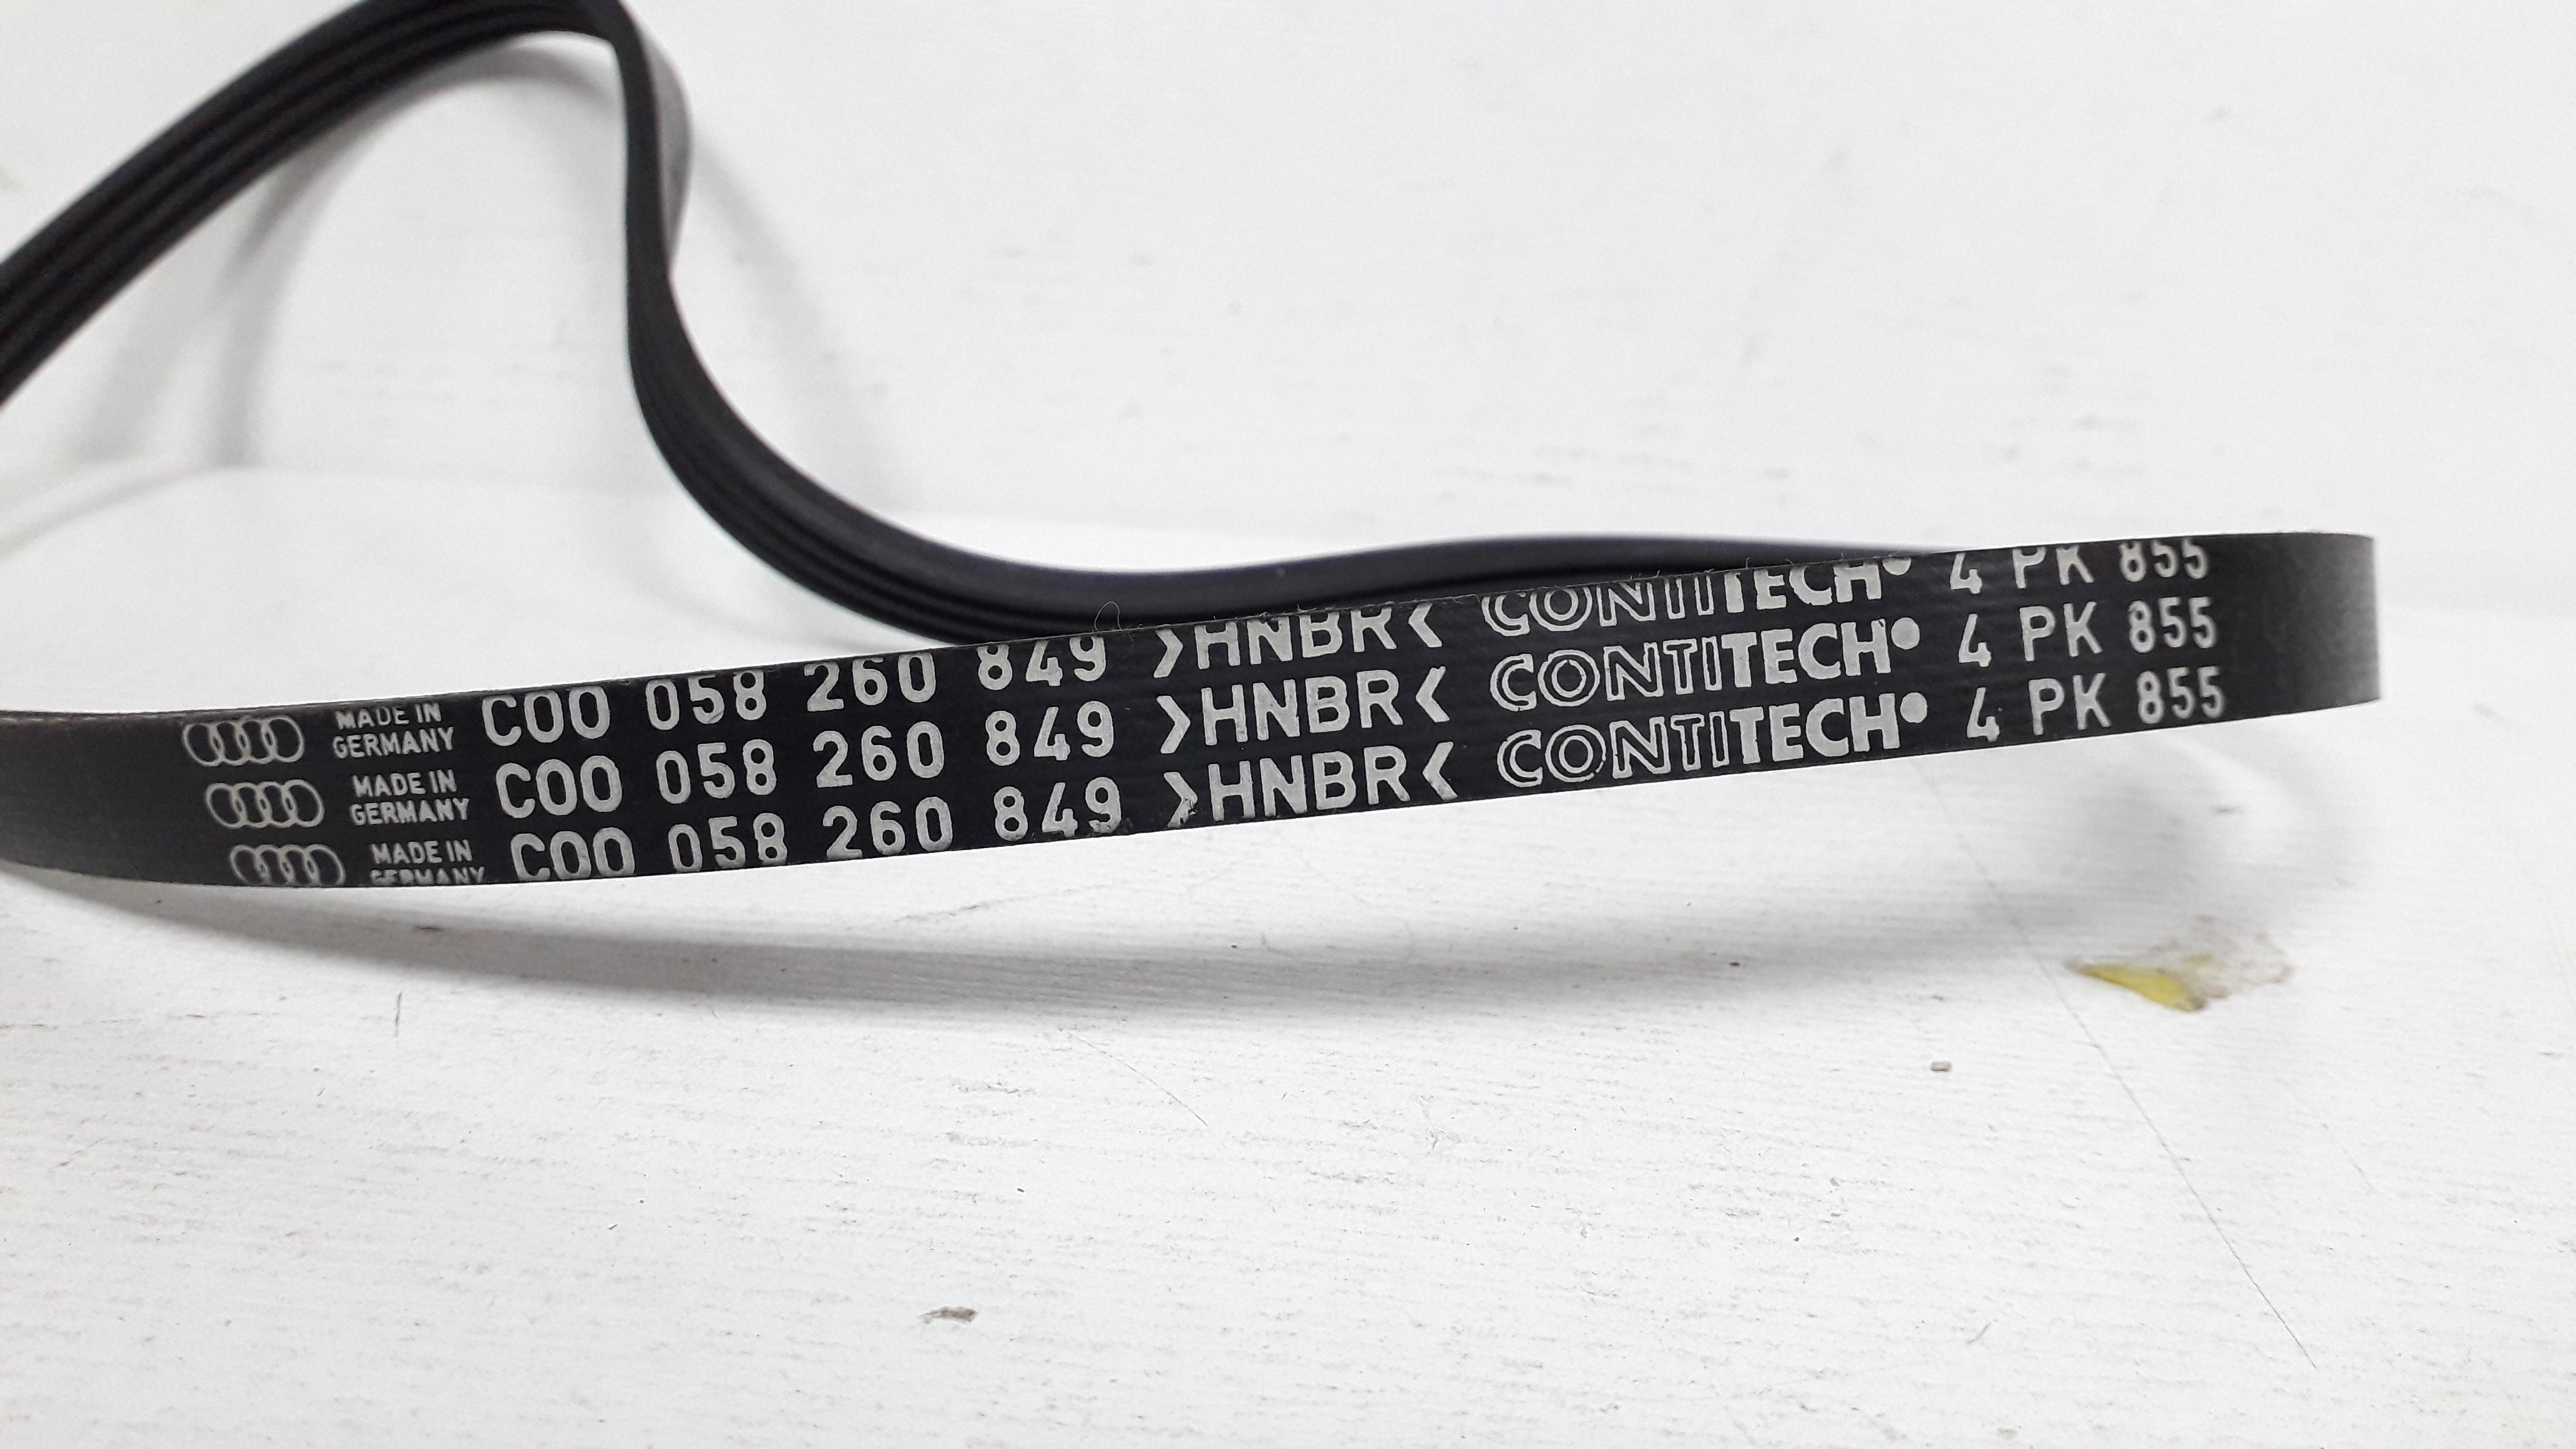 MADE IN
GERMANY
C00 058 260 849 >HNBR< CONTITECH® 4 PK 855
MADE IN
GERMANY
C00 058 260 849 >HNBR< CONTITECH® 4 PK 855
MADE IN
GERMANY
C00 058 260 849 >HNBR< CONTITECH® 4 PK 855